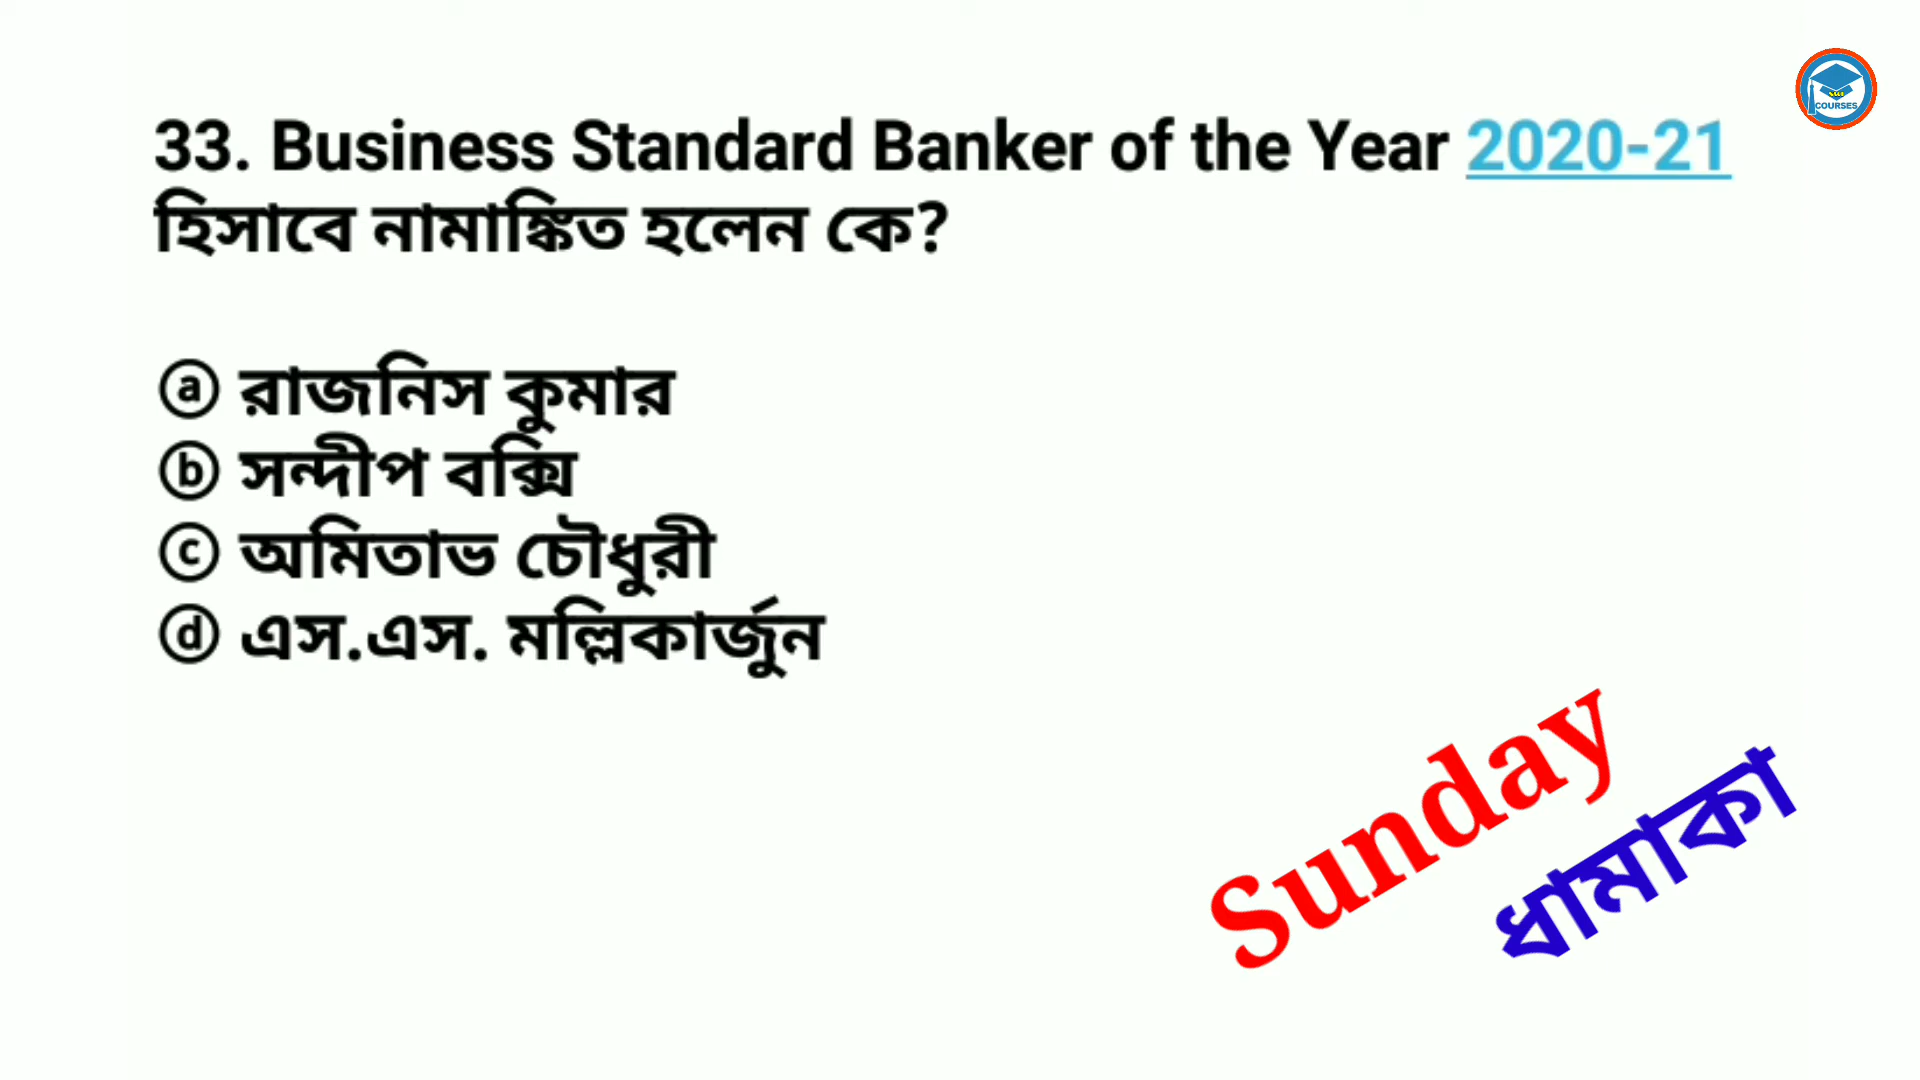 33. Business Standard Banker of the Year 2020-21
হিসাবে নামাঙ্কিত হলেন কে?
ⓐ রাজনিস কুমার
ⓑ সন্দীপ বক্সি
ⓒ অমিতাভ চৌধুরী
ⓓ এস.এস. মল্লিকার্জুন
Sunday
ধামাকা
COURSES